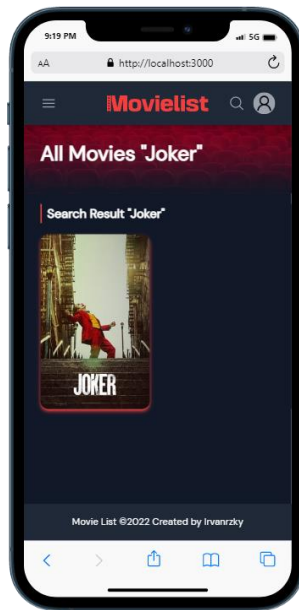 9:19 PM
5G
AA
http://localhost:3000
Movielist
All Movies "Joker"
Search Result "Joker"
JOKER
Movie List ©2022 Created by Irvanrzky